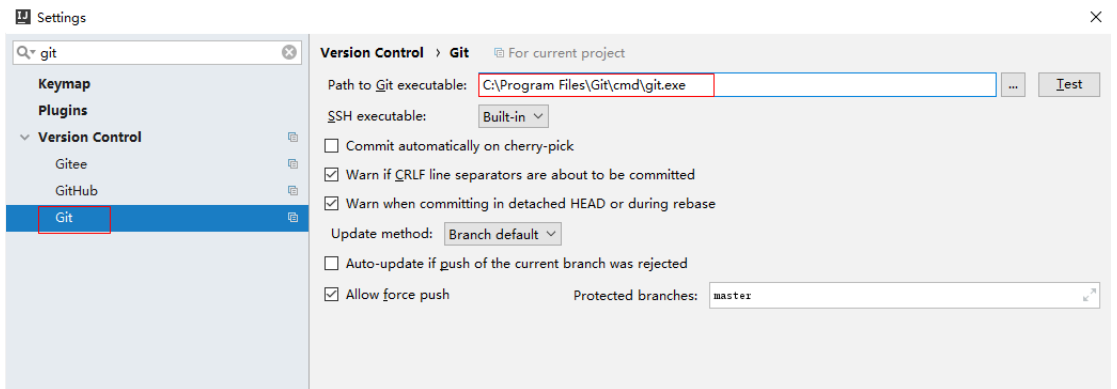 Settings
git
Version Control › Git For current project
Keymap
Path to Git executable: C:\Program Files\Git\cmd\git.exe ... Test
Plugins
SSH executable: Built-in
Version Control
Commit automatically on cherry-pick
Gitee
Warn if CRLF line separators are about to be committed
GitHub
Warn when committing in detached HEAD or during rebase
Git
Update method: Branch default
Auto-update if push of the current branch was rejected
Allow force push Protected branches: master